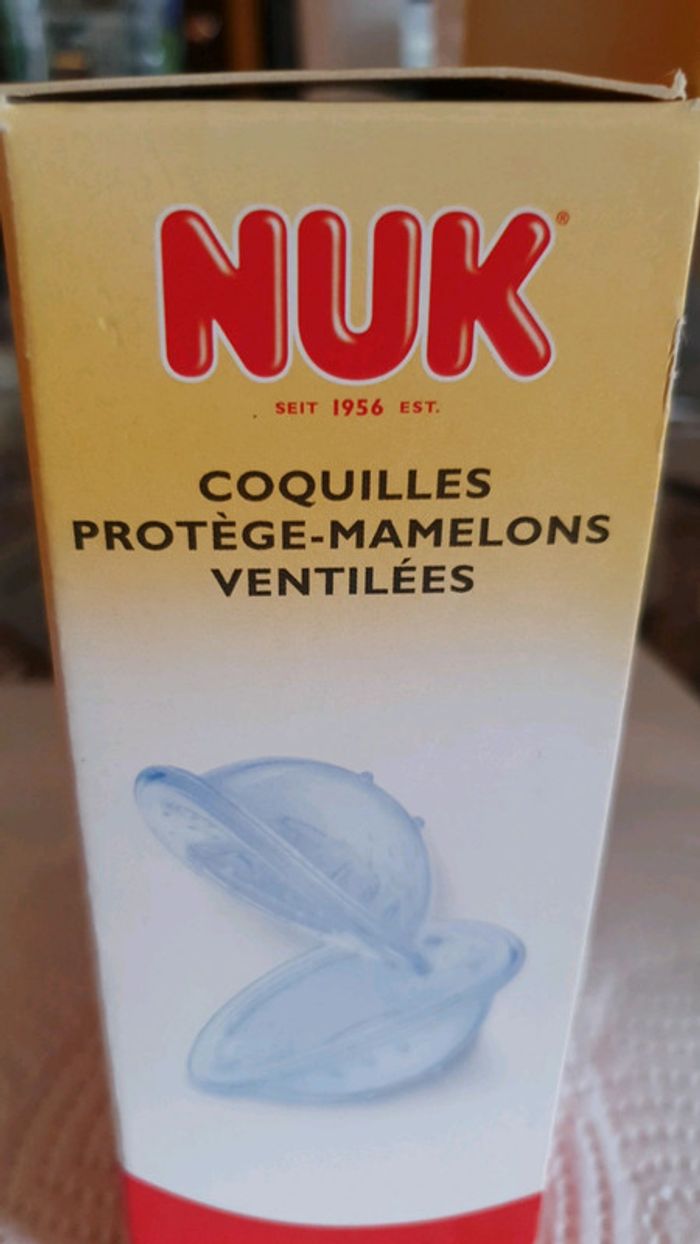 NUK®
SEIT 1956 EST.
COQUILLES
PROTÈGE-MAMELONS
VENTILÉES